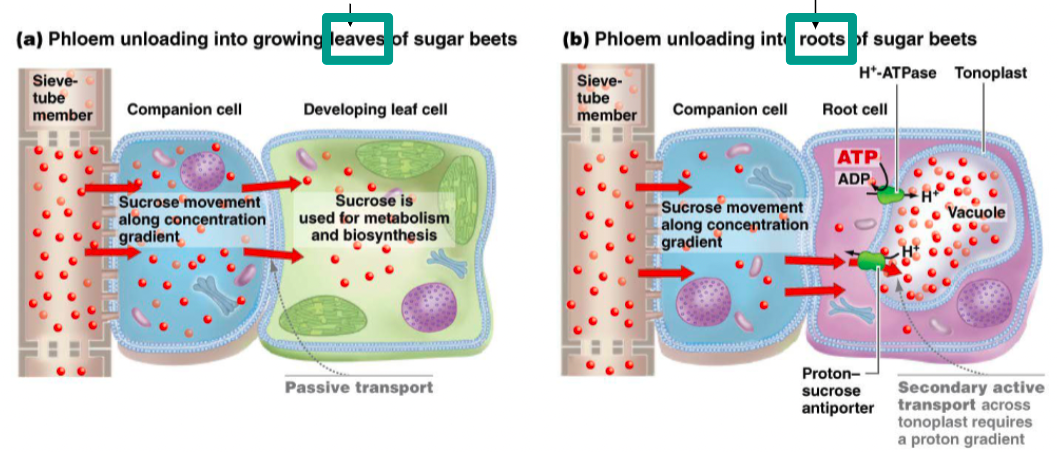 (a) Phloem unloading into growing leaves of sugar beets
Sieve-
tube
member
Companion cell
Developing leaf cell
Sucrose movement
along concentration
gradient
Sucrose is
used for metabolism
and biosynthesis
Passive transport
(b) Phloem unloading into roots of sugar beets
H⁺-ATPase
Tonoplast
Sieve-
tube
member
Companion cell
Root cell
ATP
ADP
H⁺
Vacuole
Sucrose movement
along concentration
gradient
H⁺
Proton–
sucrose
antiporter
Secondary active
transport across
tonoplast requires
a proton gradient